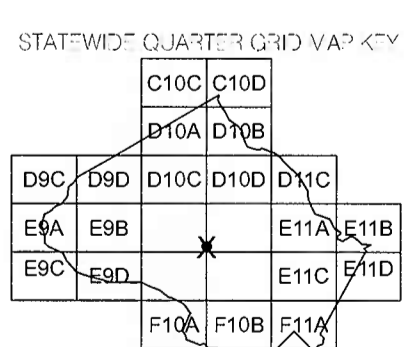 STATEWIDE QUARTER GRID MAP KEY
C10C C10D
D10A D10B
D9C D9D D10C D10D D11C
E9A E9B E11A E11B
E9C E9D E11C E11D
F10A F10B F11A